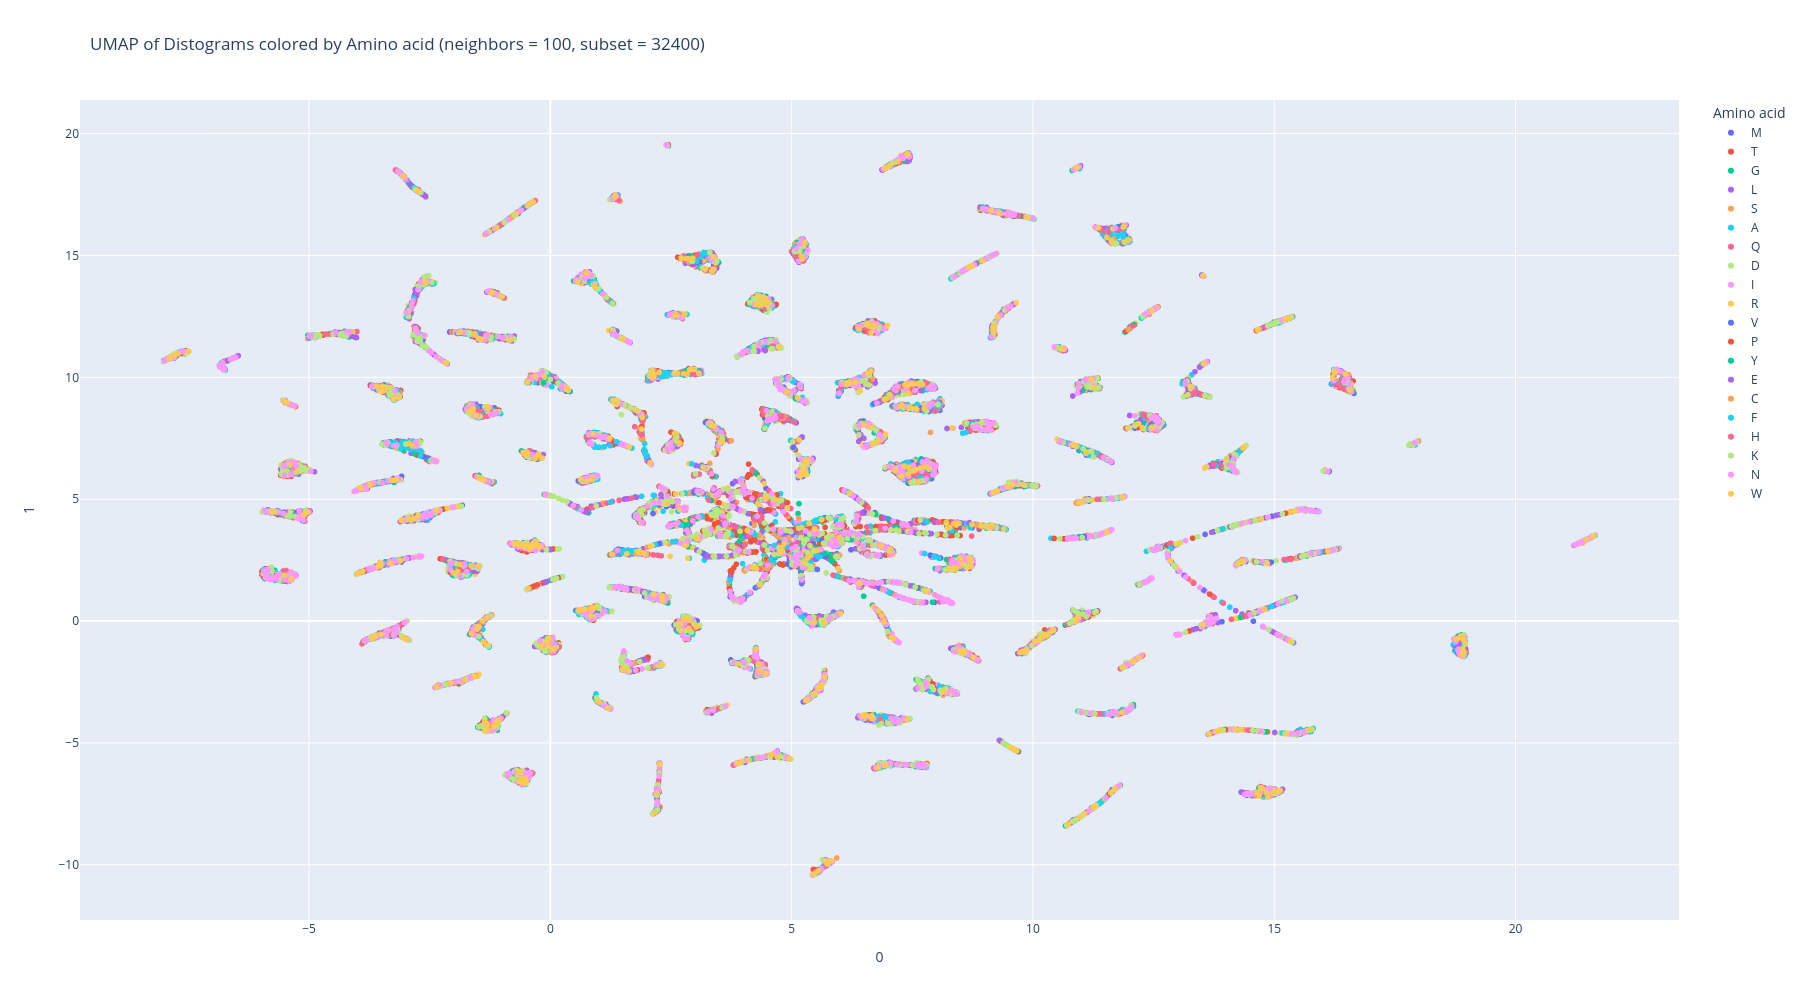 UMAP of Distograms colored by Amino acid (neighbors = 100, subset = 32400)
Amino acid
M
T
G
L
S
A
Q
D
I
R
V
P
Y
E
C
F
H
K
N
W
20
15
10
5
0
−5
−10
1
−5
0
5
10
15
20
0